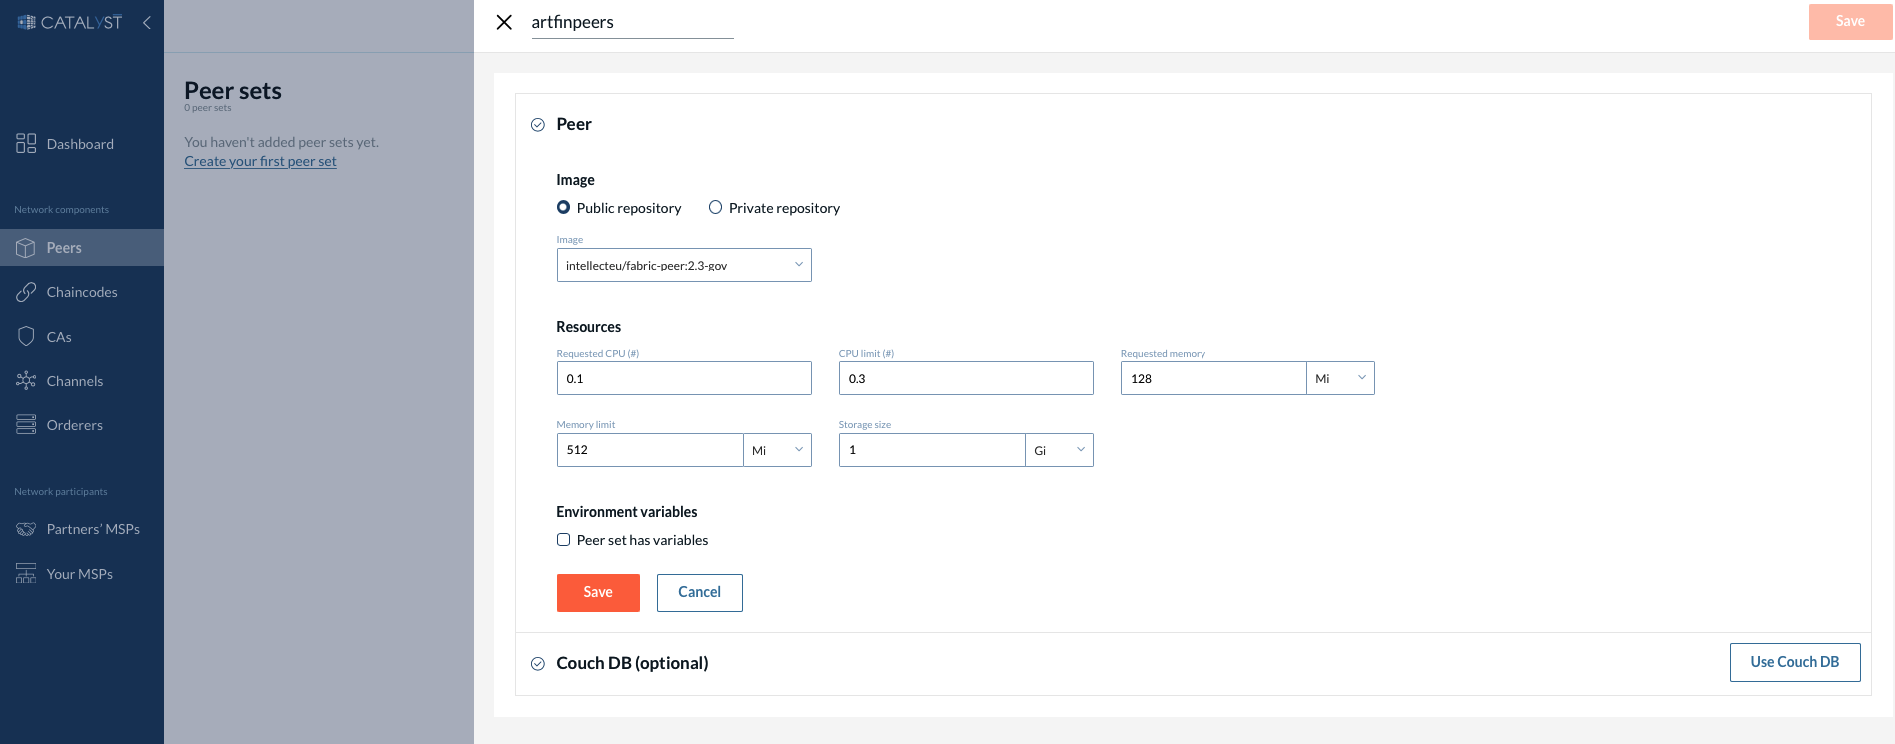 CATALYST
artfinpeers
Save
Peer sets
0 peer sets
You haven't added peer sets yet.
Create your first peer set
Dashboard
Network components
Peers
Chaincodes
CAs
Channels
Orderers
Network participants
Partners' MSPs
Your MSPs
Peer
Image
Public repository Private repository
Image
intellecteu/fabric-peer:2.3-gov
Resources
Requested CPU (#) CPU limit (#) Requested memory
0.1 0.3 128 Mi
Memory limit Storage size
512 Mi 1 Gi
Environment variables
Peer set has variables
Save Cancel
Couch DB (optional) Use Couch DB